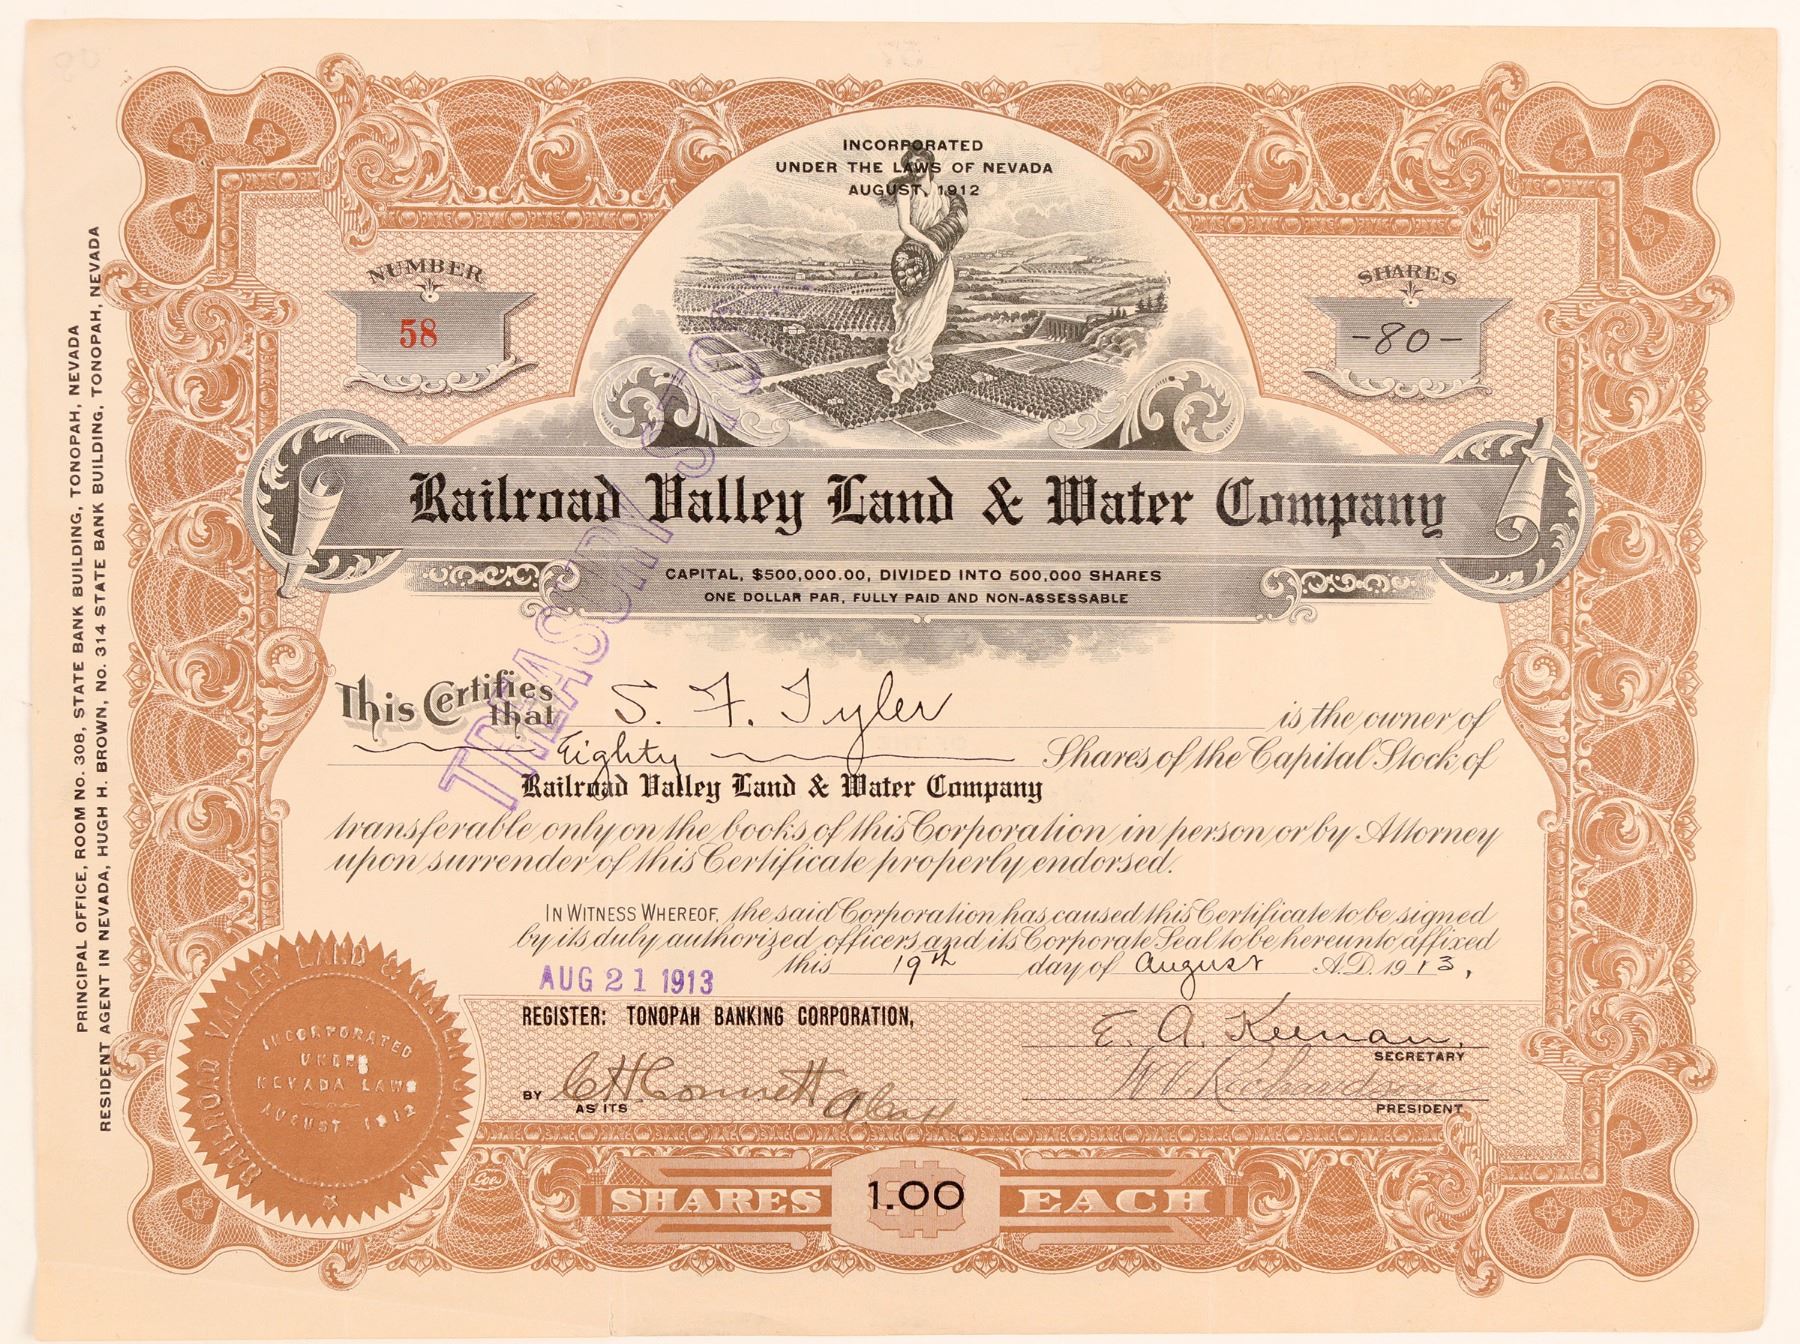 INCORPORATED
UNDER THE LAWS OF NEVADA
AUGUST, 1912
NUMBER
58
SHARES
-80-
Railroad Valley Land & Water Company
CAPITAL, $500,000.00, DIVIDED INTO 500,000 SHARES
ONE DOLLAR PAR, FULLY PAID AND NON-ASSESSABLE
TREASURY STOCK
This Certifies that S. F. Tyler is the owner of
Eighty Shares of the Capital Stock of
Railroad Valley Land & Water Company
transferable only on the books of this Corporation in person or by Attorney
upon surrender of this Certificate properly endorsed.
IN WITNESS WHEREOF, the said Corporation has caused this Certificate to be signed
by its duly authorized officers and its Corporate Seal to be hereunto affixed
this 19th day of August A.D. 1913,
AUG 21 1913
REGISTER: TONOPAH BANKING CORPORATION,
E. A. Keenan.
SECRETARY
BY
AS ITS
W. V. Richardson
PRESIDENT
RAILROAD VALLEY LAND & WATER
INCORPORATED
UNDER
NEVADA LAWS
AUGUST 1912
Goes
SHARES 1.00 EACH
PRINCIPAL OFFICE, ROOM No. 308, STATE BANK BUILDING, TONOPAH, NEVADA
RESIDENT AGENT IN NEVADA, HUGH H. BROWN, No. 314 STATE BANK BUILDING, TONOPAH, NEVADA